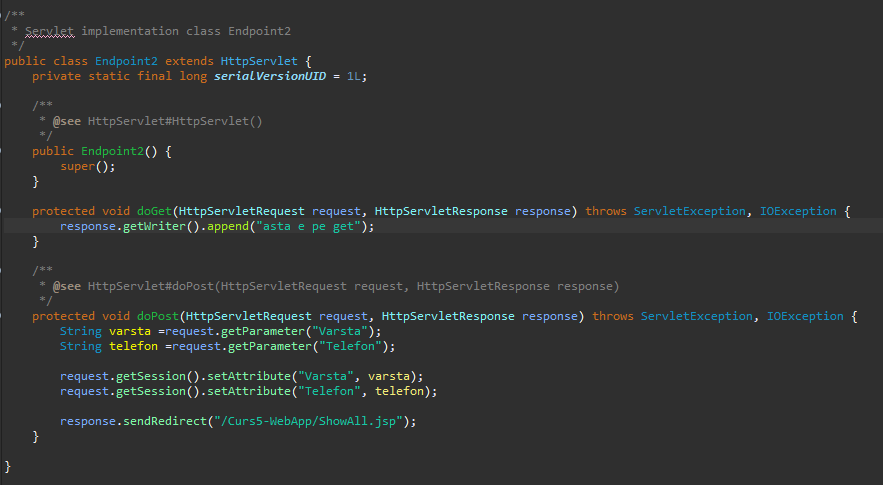 /**
 * Servlet implementation class Endpoint2
 */
public class Endpoint2 extends HttpServlet {
    private static final long serialVersionUID = 1L;

    /**
     * @see HttpServlet#HttpServlet()
     */
    public Endpoint2() {
        super();
    }

    protected void doGet(HttpServletRequest request, HttpServletResponse response) throws ServletException, IOException {
        response.getWriter().append("asta e pe get");
    }

    /**
     * @see HttpServlet#doPost(HttpServletRequest request, HttpServletResponse response)
     */
    protected void doPost(HttpServletRequest request, HttpServletResponse response) throws ServletException, IOException {
        String varsta =request.getParameter("Varsta");
        String telefon =request.getParameter("Telefon");

        request.getSession().setAttribute("Varsta", varsta);
        request.getSession().setAttribute("Telefon", telefon);

        response.sendRedirect("/Curs5-WebApp/ShowAll.jsp");
    }

}